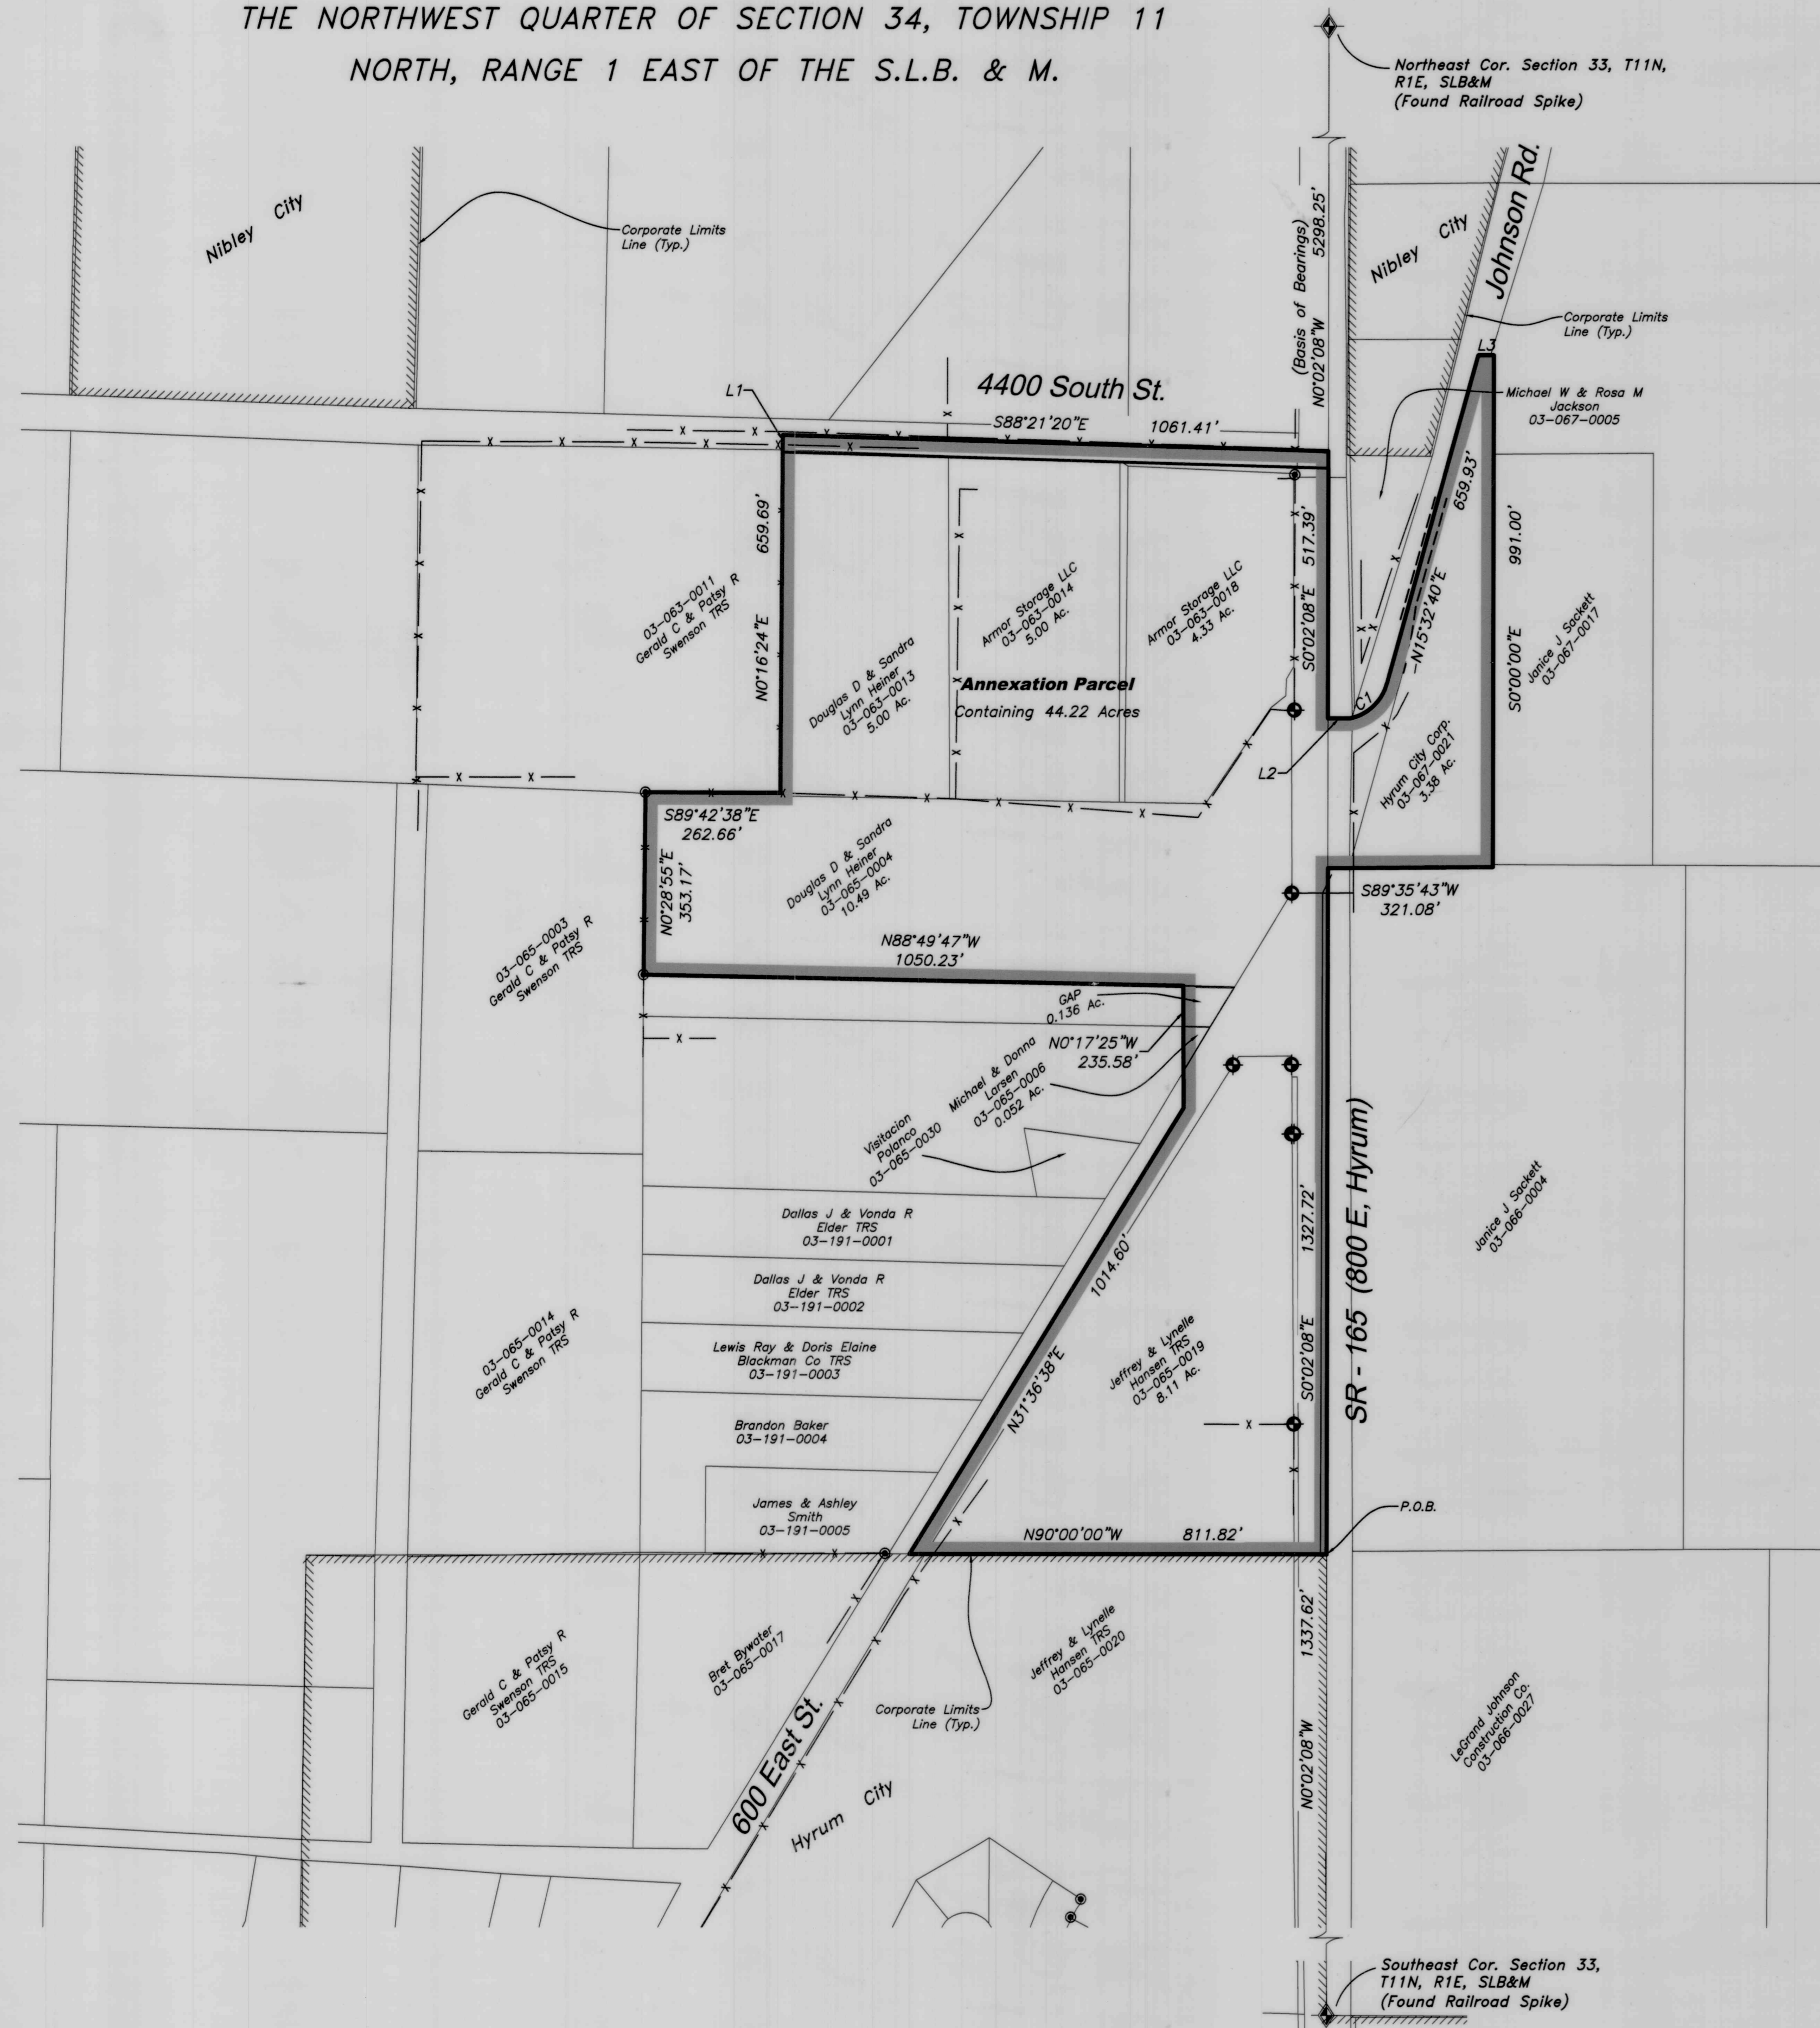 THE NORTHWEST QUARTER OF SECTION 34, TOWNSHIP 11
NORTH, RANGE 1 EAST OF THE S.L.B. & M.
Northeast Cor. Section 33, T11N,
R1E, SLB&M
(Found Railroad Spike)
Nibley City
Corporate Limits
Line (Typ.)
(Basis of Bearings)
N0°02'08"W 5298.25'
Nibley City
Johnson Rd.
Corporate Limits
Line (Typ.)
L3
L1
4400 South St.
S88°21'20"E 1061.41'
Michael W & Rosa M
Jackson
03-067-0005
659.93'
N15°32'40"E
991.00'
S0°00'00"E
Janice J Sackett
03-067-0017
N0°16'24"E 659.69'
03-063-0011
Gerald C & Patsy R
Swenson TRS
Douglas D & Sandra
Lynn Heiner
03-063-0013
5.00 Ac.
Armor Storage LLC
03-063-0014
5.00 Ac.
Armor Storage LLC
03-063-0018
4.33 Ac.
S0°02'08"E 517.39'
Annexation Parcel
Containing 44.22 Acres
C1
L2
Hyrum City Corp.
03-067-0021
3.38 Ac.
S89°42'38"E
262.66'
N0°28'55"E
353.17'
Douglas D & Sandra
Lynn Heiner
03-065-0004
10.49 Ac.
S89°35'43"W
321.08'
03-065-0003
Gerald C & Patsy R
Swenson TRS
N88°49'47"W
1050.23'
GAP
0.136 Ac.
N0°17'25"W
235.58'
Michael & Donna
Larsen
03-065-0006
0.052 Ac.
Visitacion
Polanco
03-065-0030
Dallas J & Vonda R
Elder TRS
03-191-0001
Dallas J & Vonda R
Elder TRS
03-191-0002
Lewis Ray & Doris Elaine
Blackman Co TRS
03-191-0003
Brandon Baker
03-191-0004
James & Ashley
Smith
03-191-0005
03-065-0014
Gerald C & Patsy R
Swenson TRS
N31°36'38"E 1014.60'
Jeffrey & Lynelle
Hansen TRS
03-065-0019
8.11 Ac.
S0°02'08"E 1327.72'
SR - 165 (800 E, Hyrum)
Janice J Sackett
03-066-0004
P.O.B.
N90°00'00"W 811.82'
Gerald C & Patsy R
Swenson TRS
03-065-0015
Bret Bywater
03-065-0017
600 East St.
Corporate Limits
Line (Typ.)
Jeffrey & Lynelle
Hansen TRS
03-065-0020
N0°02'08"W 1337.62'
LeGrand Johnson
Construction Co.
03-066-0027
Hyrum City
Southeast Cor. Section 33,
T11N, R1E, SLB&M
(Found Railroad Spike)